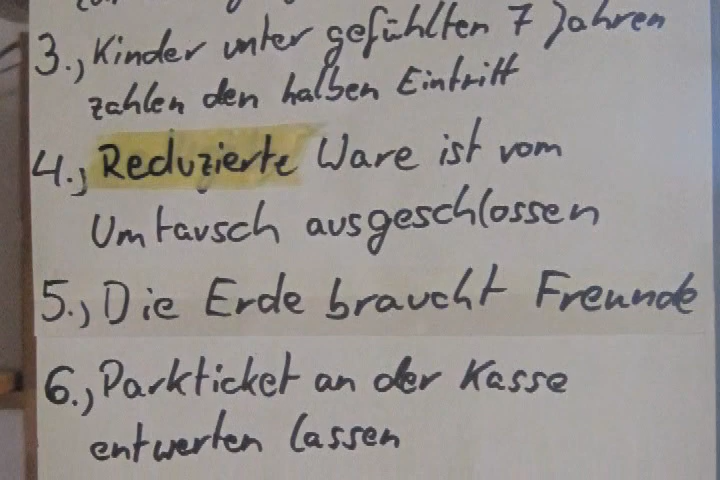 3., Kinder unter gefühlten 7 Jahren
zahlen den halben Eintritt
4., Reduzierte Ware ist vom
Umtausch ausgeschlossen
5., Die Erde braucht Freunde
6., Parkticket an der Kasse
entwerten lassen